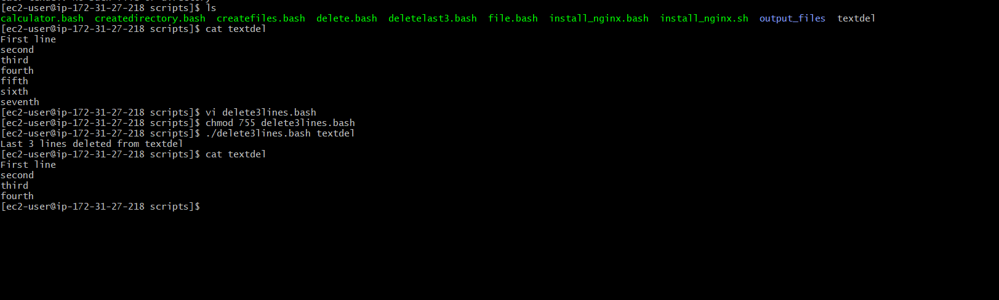 [ec2-user@ip-172-31-27-218 scripts]$ ls
calculator.bash  createdirectory.bash  createfiles.bash  delete.bash  deletelast3.bash  file.bash  install_nginx.bash  install_nginx.sh  output_files  textdel
[ec2-user@ip-172-31-27-218 scripts]$ cat textdel
First line
second
third
fourth
fifth
sixth
seventh
[ec2-user@ip-172-31-27-218 scripts]$ vi delete3lines.bash
[ec2-user@ip-172-31-27-218 scripts]$ chmod 755 delete3lines.bash
[ec2-user@ip-172-31-27-218 scripts]$ ./delete3lines.bash textdel
Last 3 lines deleted from textdel
[ec2-user@ip-172-31-27-218 scripts]$ cat textdel
First line
second
third
fourth
[ec2-user@ip-172-31-27-218 scripts]$